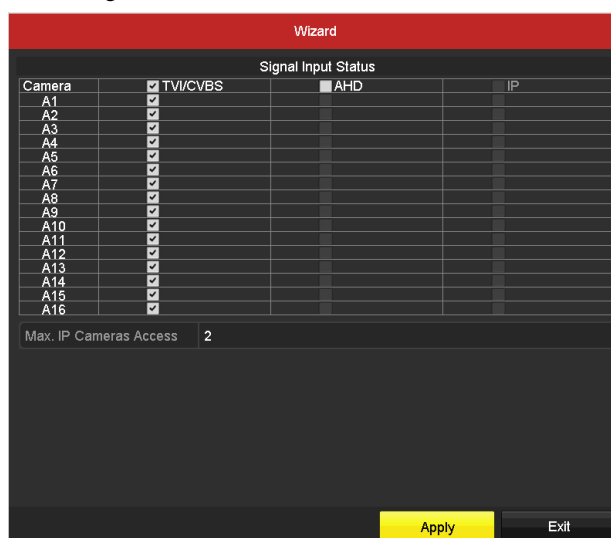 Wizard
Signal Input Status
Camera TVI/CVBS AHD IP
A1
A2
A3
A4
A5
A6
A7
A8
A9
A10
A11
A12
A13
A14
A15
A16
Max. IP Cameras Access 2
Apply Exit